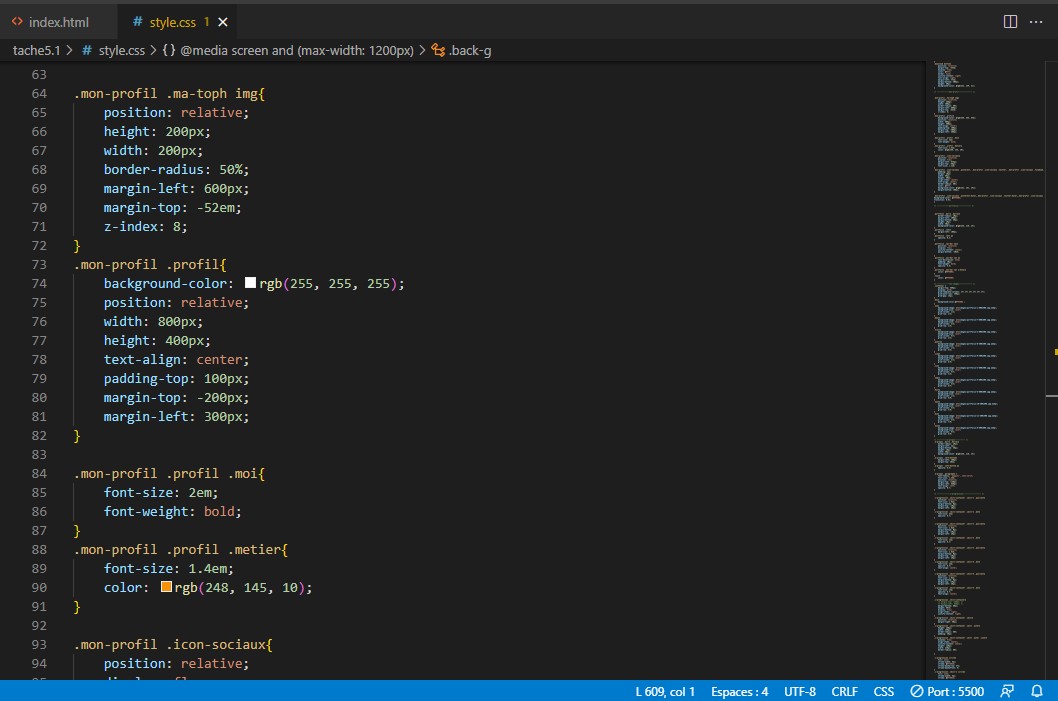 index.html
style.css 1
tache5.1 > style.css > {} @media screen and (max-width: 1200px) > .back-g
63
64 .mon-profil .ma-toph img{
65 position: relative;
66 height: 200px;
67 width: 200px;
68 border-radius: 50%;
69 margin-left: 600px;
70 margin-top: -52em;
71 z-index: 8;
72 }
73 .mon-profil .profil{
74 background-color: rgb(255, 255, 255);
75 position: relative;
76 width: 800px;
77 height: 400px;
78 text-align: center;
79 padding-top: 100px;
80 margin-top: -200px;
81 margin-left: 300px;
82 }
83
84 .mon-profil .profil .moi{
85 font-size: 2em;
86 font-weight: bold;
87 }
88 .mon-profil .profil .metier{
89 font-size: 1.4em;
90 color: rgb(248, 145, 10);
91 }
92
93 .mon-profil .icon-sociaux{
94 position: relative;
L 609, col 1 Espaces : 4 UTF-8 CRLF CSS Port : 5500